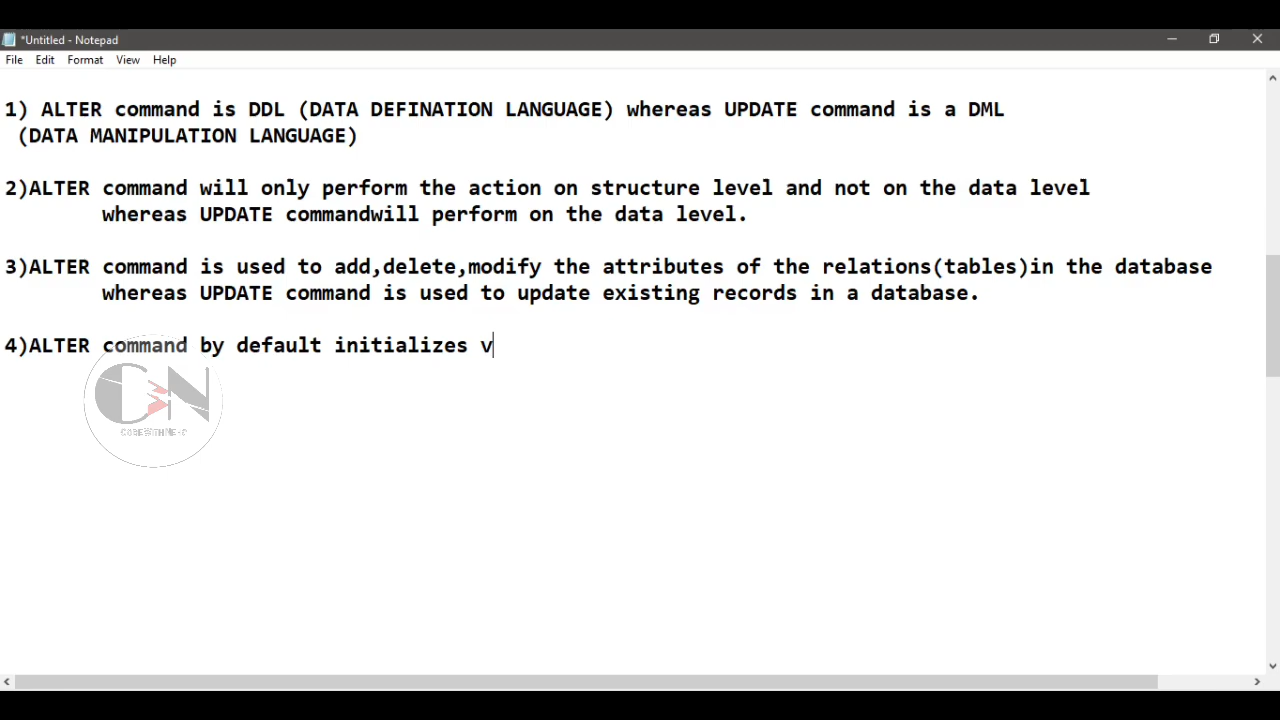 *Untitled - Notepad
File Edit Format View Help
1) ALTER command is DDL (DATA DEFINATION LANGUAGE) whereas UPDATE command is a DML
(DATA MANIPULATION LANGUAGE)
2)ALTER command will only perform the action on structure level and not on the data level
whereas UPDATE commandwill perform on the data level.
3)ALTER command is used to add,delete,modify the attributes of the relations(tables)in the database
whereas UPDATE command is used to update existing records in a database.
4)ALTER command by default initializes v